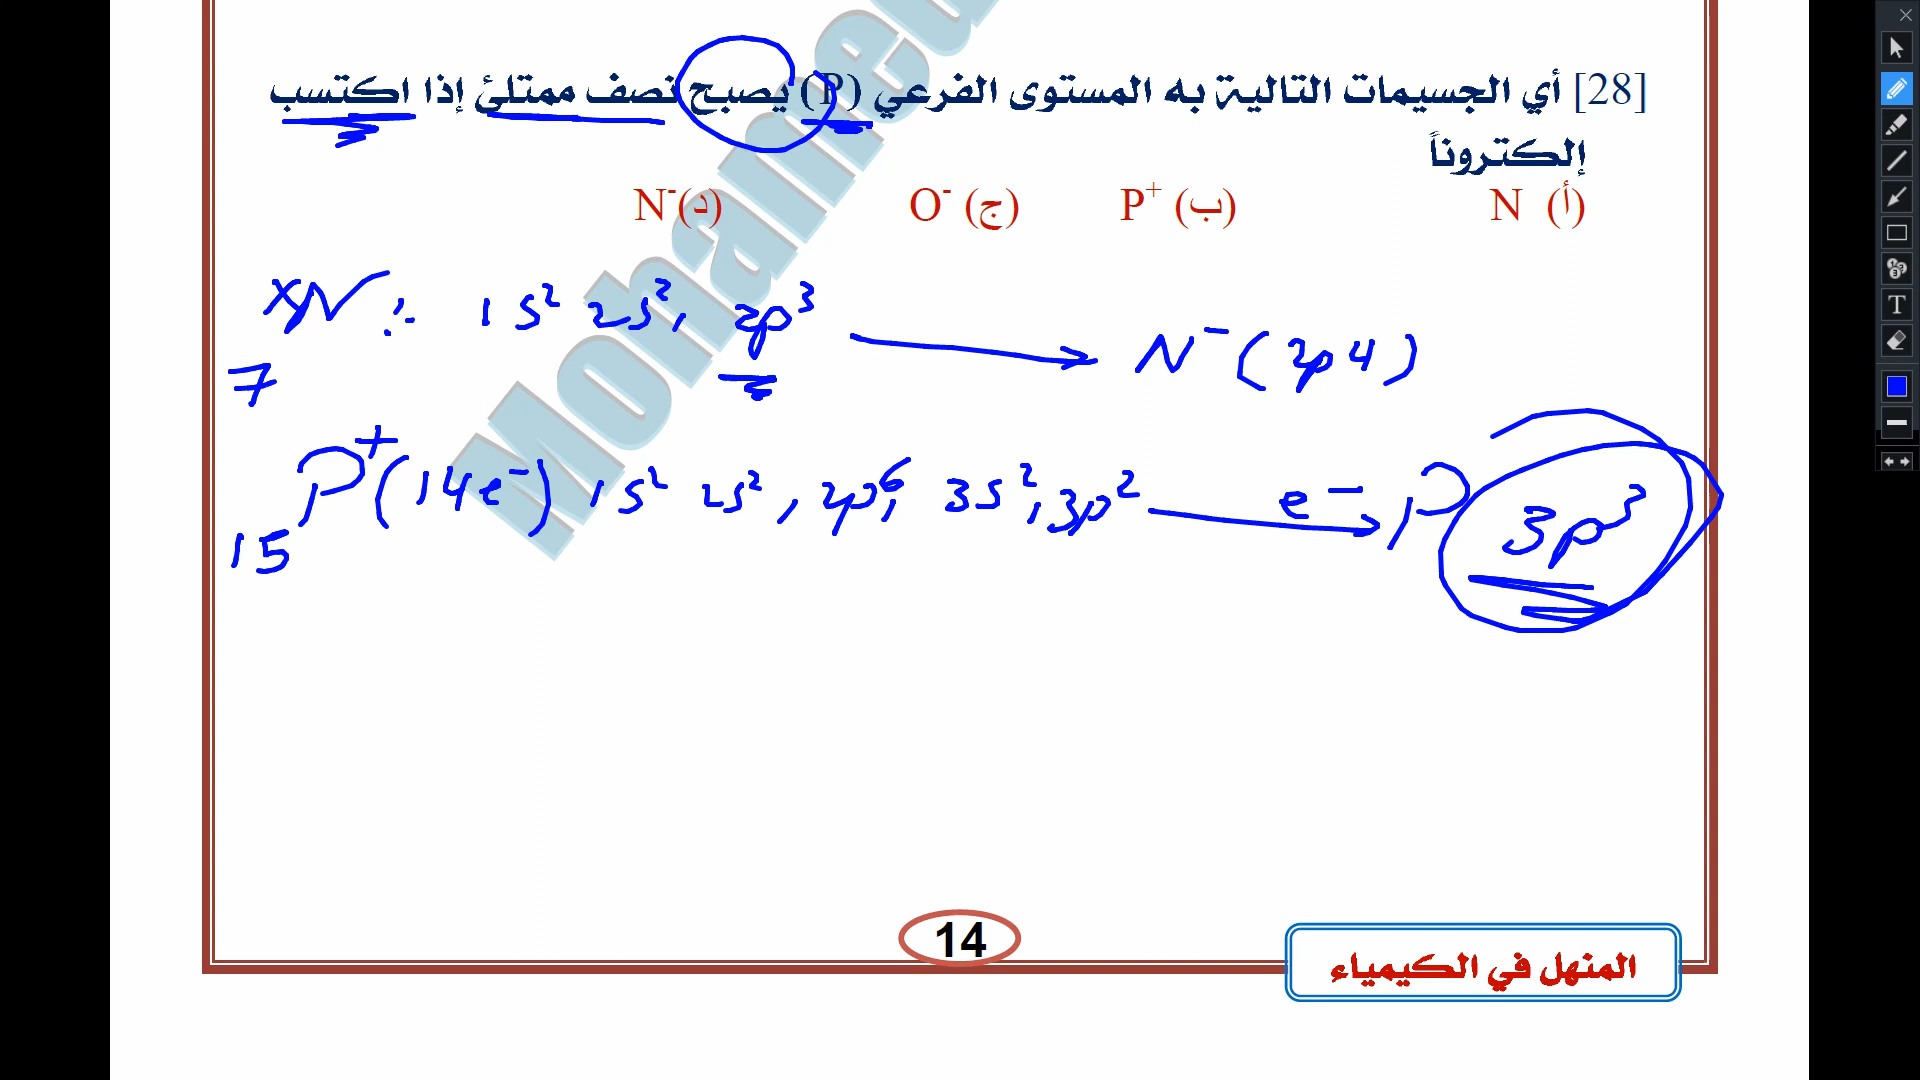 [28] أي الجسيمات التالية به المستوى الفرعي (P) يصبح نصف ممتلئ إذا اكتسب
إلكتروناً
(أ) N (ب) P⁺ (ج) O⁻ (د) N⁻
₇N : 1s² 2s², 2p³ → N⁻ (2p4)
₁₅P⁺ (14e⁻) 1s² 2s², 2p⁶, 3s², 3p² e⁻ → P 3p³
14
المنهل في الكيمياء
Mohamed